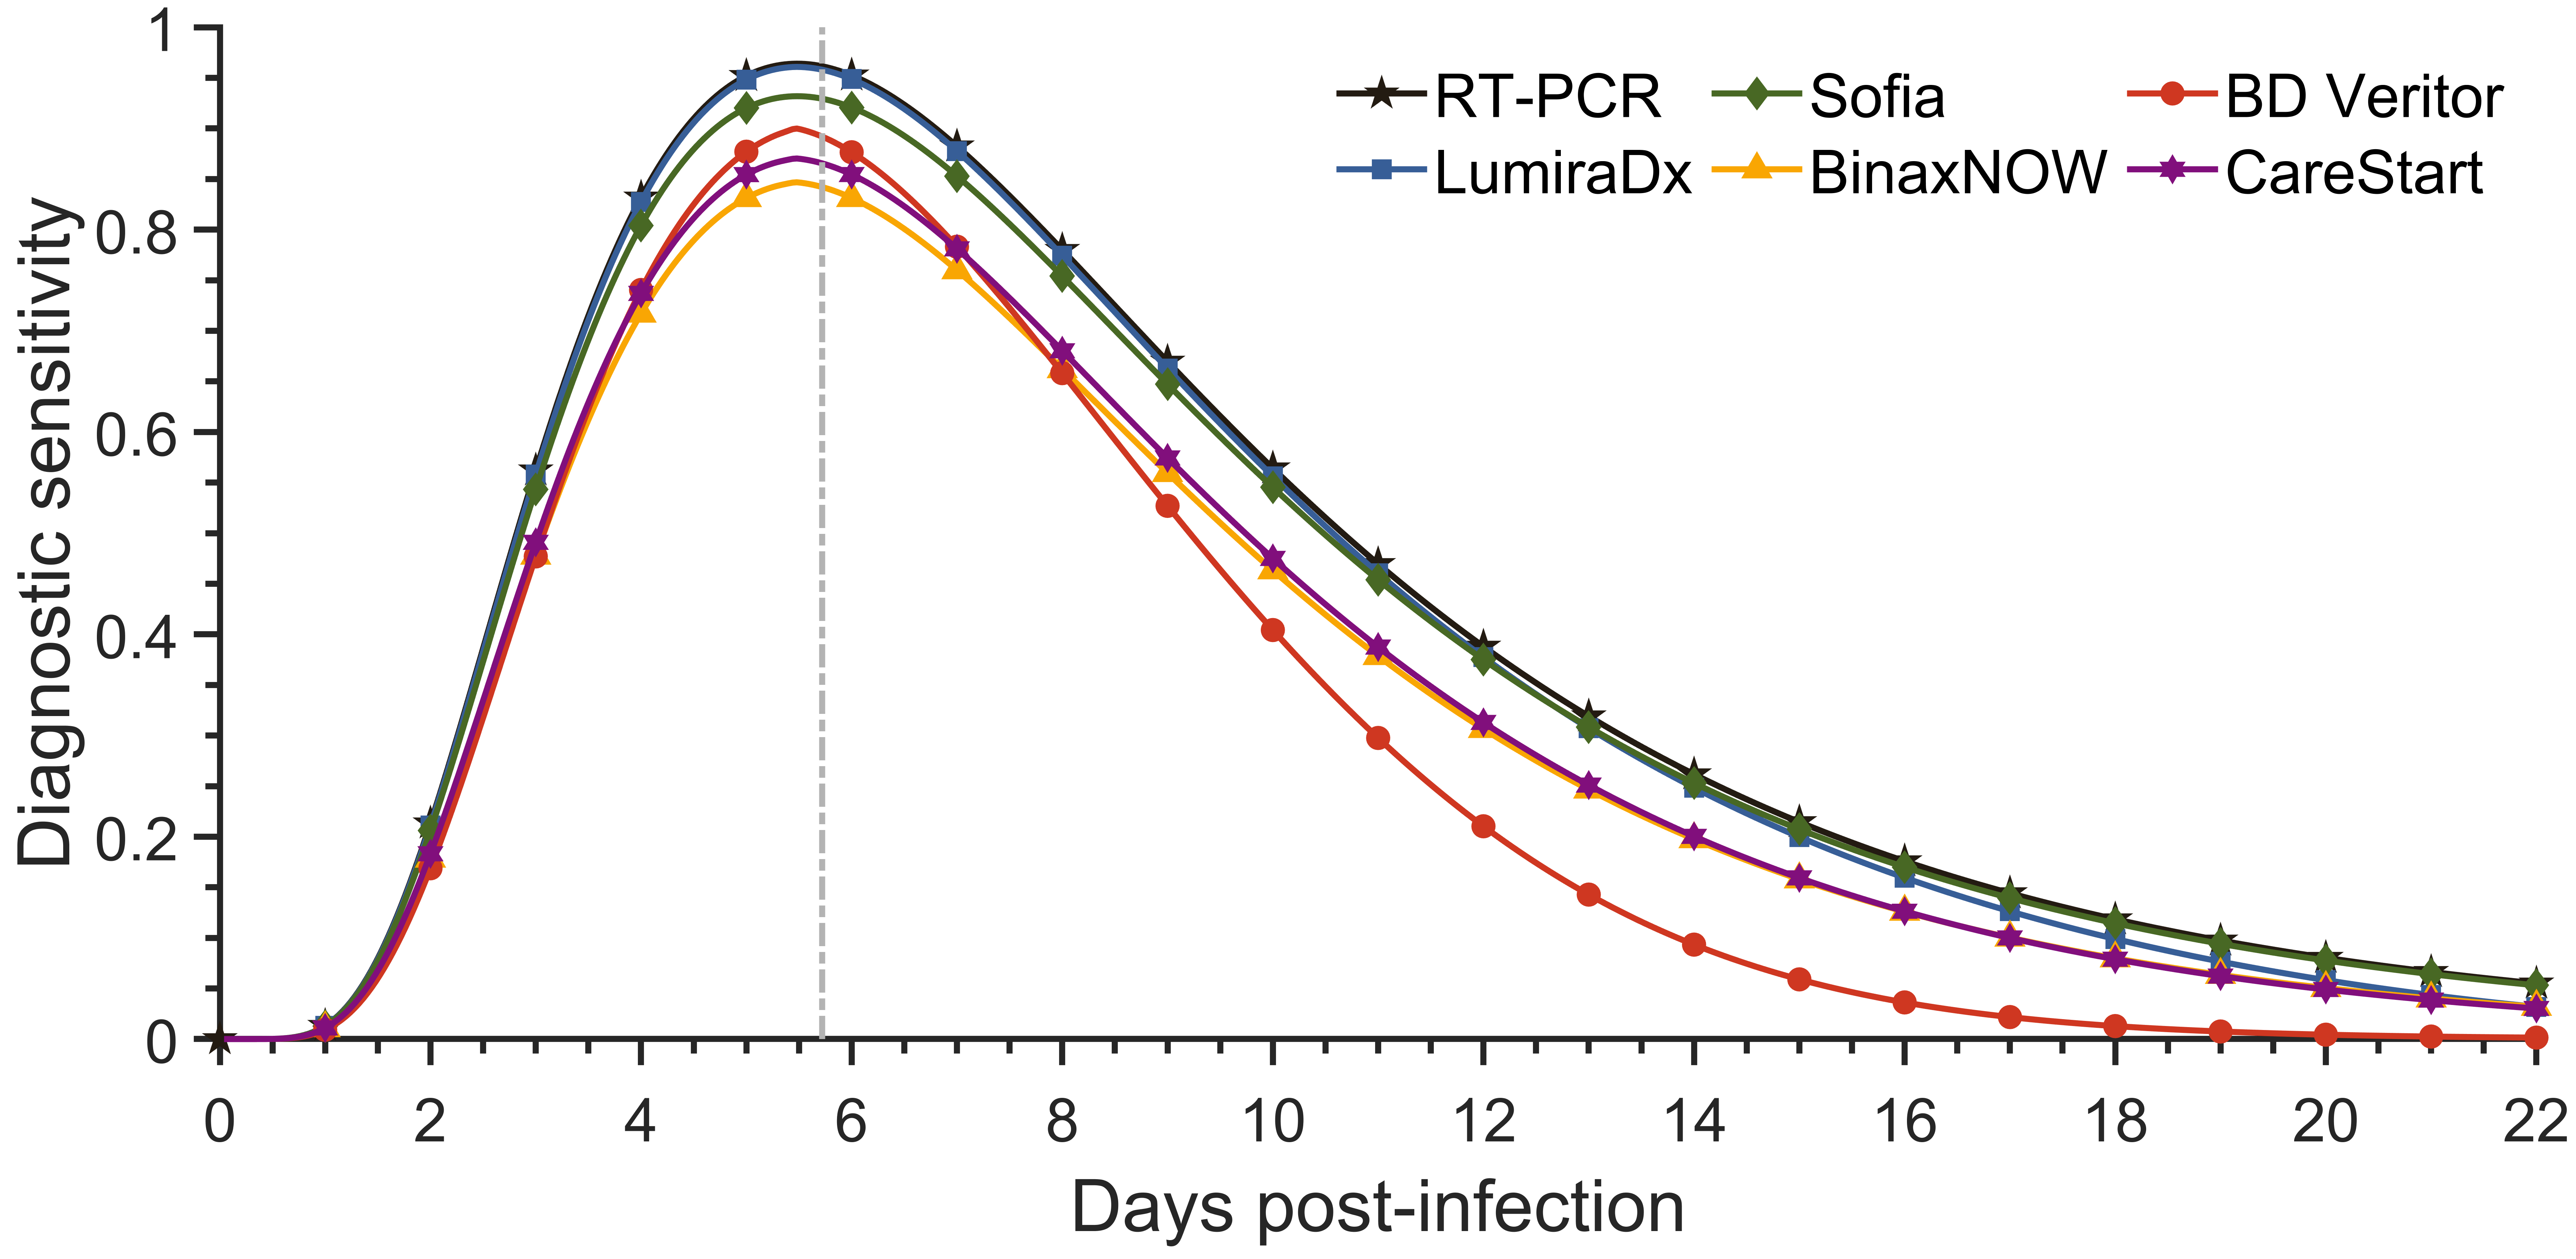 Diagnostic sensitivity
1
0.8
0.6
0.4
0.2
0
RT-PCR Sofia BD Veritor
LumiraDx BinaxNOW CareStart
0 2 4 6 8 10 12 14 16 18 20 22
Days post-infection